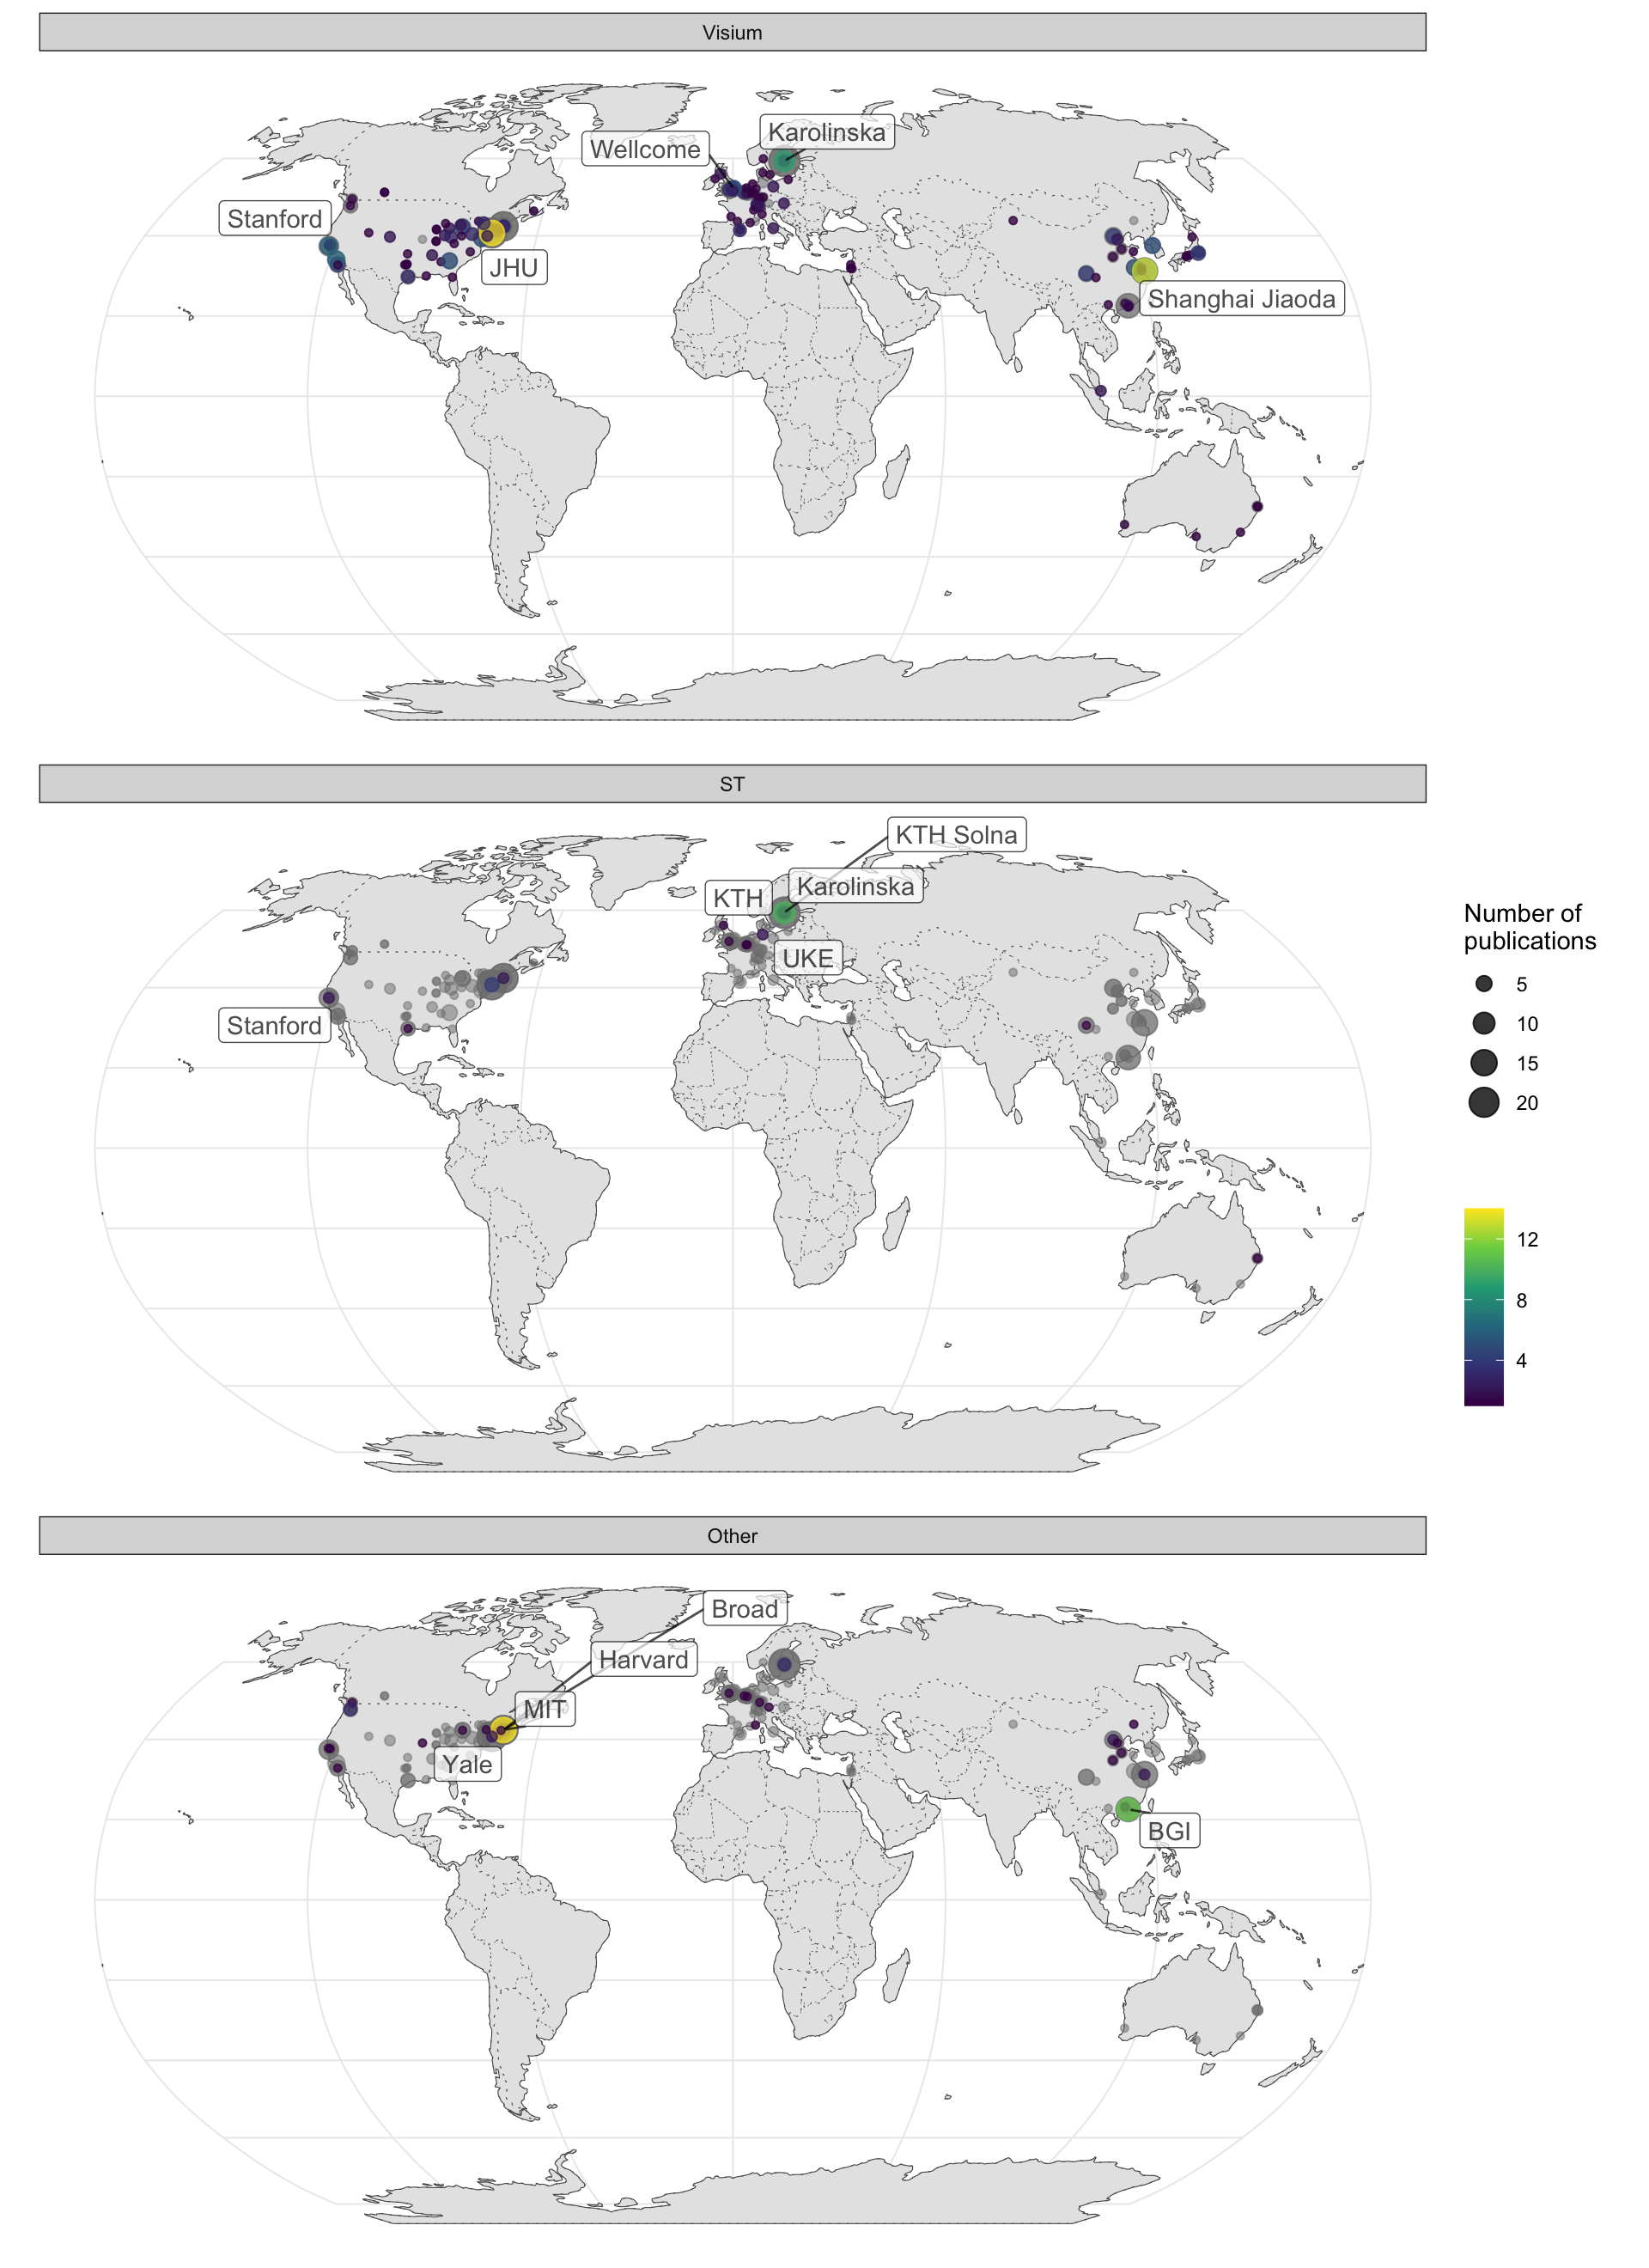 Visium
Karolinska
Wellcome
Stanford
JHU
Shanghai Jiaoda
ST
KTH Solna
Karolinska
KTH
UKE
Stanford
Number of
publications
5
10
15
20
12
8
4
Other
Broad
Harvard
MIT
Yale
BGI